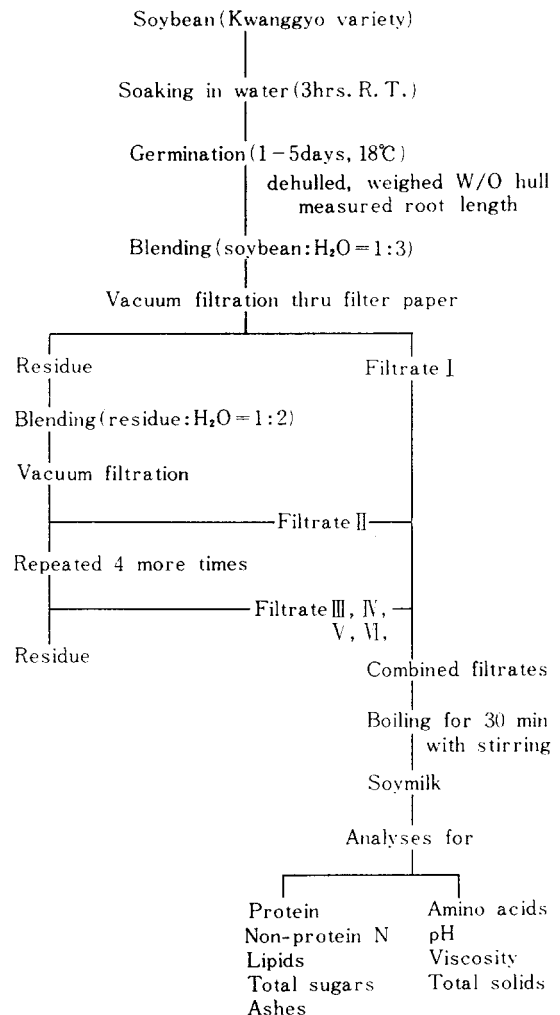 Soybean(Kwanggyo variety)
Soaking in water(3hrs. R. T.)
Germination(1-5days, 18℃)
dehulled, weighed W/O hull
measured root length
Blending(soybean:H₂O=1:3)
Vacuum filtration thru filter paper
Residue
Filtrate Ⅰ
Blending(residue:H₂O=1:2)
Vacuum filtration
Filtrate Ⅱ
Repeated 4 more times
Filtrate Ⅲ, Ⅳ,
Ⅴ, Ⅵ,
Residue
Combined filtrates
Boiling for 30 min
with stirring
Soymilk
Analyses for
Protein
Non-protein N
Lipids
Total sugars
Ashes
Amino acids
pH
Viscosity
Total solids